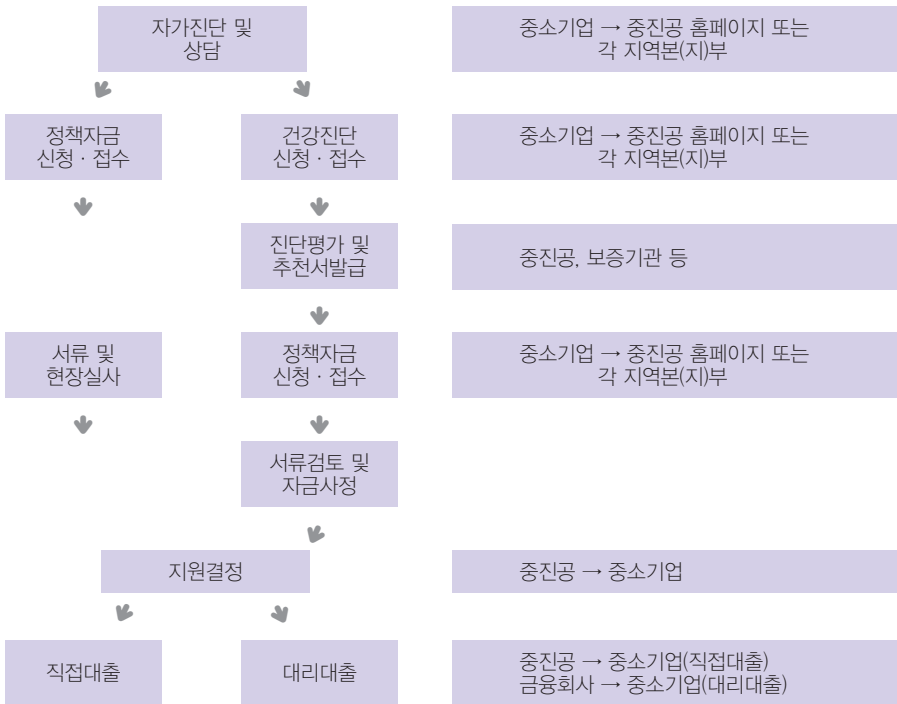 자가진단 및
상담
중소기업 → 중진공 홈페이지 또는
각 지역본(지)부
정책자금
신청 · 접수
건강진단
신청 · 접수
중소기업 → 중진공 홈페이지 또는
각 지역본(지)부
진단평가 및
추천서발급
중진공, 보증기관 등
서류 및
현장실사
정책자금
신청 · 접수
중소기업 → 중진공 홈페이지 또는
각 지역본(지)부
서류검토 및
자금사정
지원결정
중진공 → 중소기업
직접대출
대리대출
중진공 → 중소기업(직접대출)
금융회사 → 중소기업(대리대출)